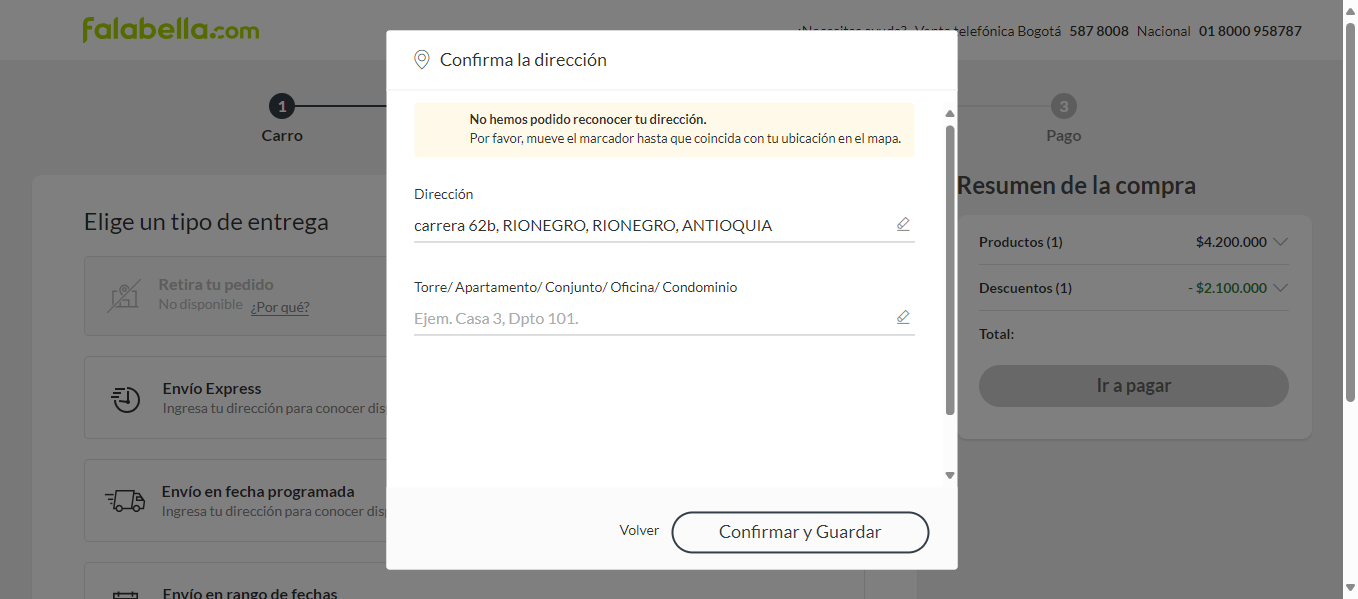 falabella.com
¿Necesitas ayuda? Venta telefónica Bogotá 587 8008 Nacional 01 8000 958787
Confirma la dirección
1
Carro
3
Pago
No hemos podido reconocer tu dirección.
Por favor, mueve el marcador hasta que coincida con tu ubicación en el mapa.
Dirección
carrera 62b, RIONEGRO, RIONEGRO, ANTIOQUIA
Torre/ Apartamento/ Conjunto/ Oficina/ Condominio
Ejem. Casa 3, Dpto 101.
Volver
Confirmar y Guardar
Elige un tipo de entrega
Retira tu pedido
No disponible ¿Por qué?
Envío Express
Ingresa tu dirección para conocer dis
Envío en fecha programada
Ingresa tu dirección para conocer dis
Envío en rango de fechas
Resumen de la compra
Productos (1) $4.200.000
Descuentos (1) - $2.100.000
Total:
Ir a pagar